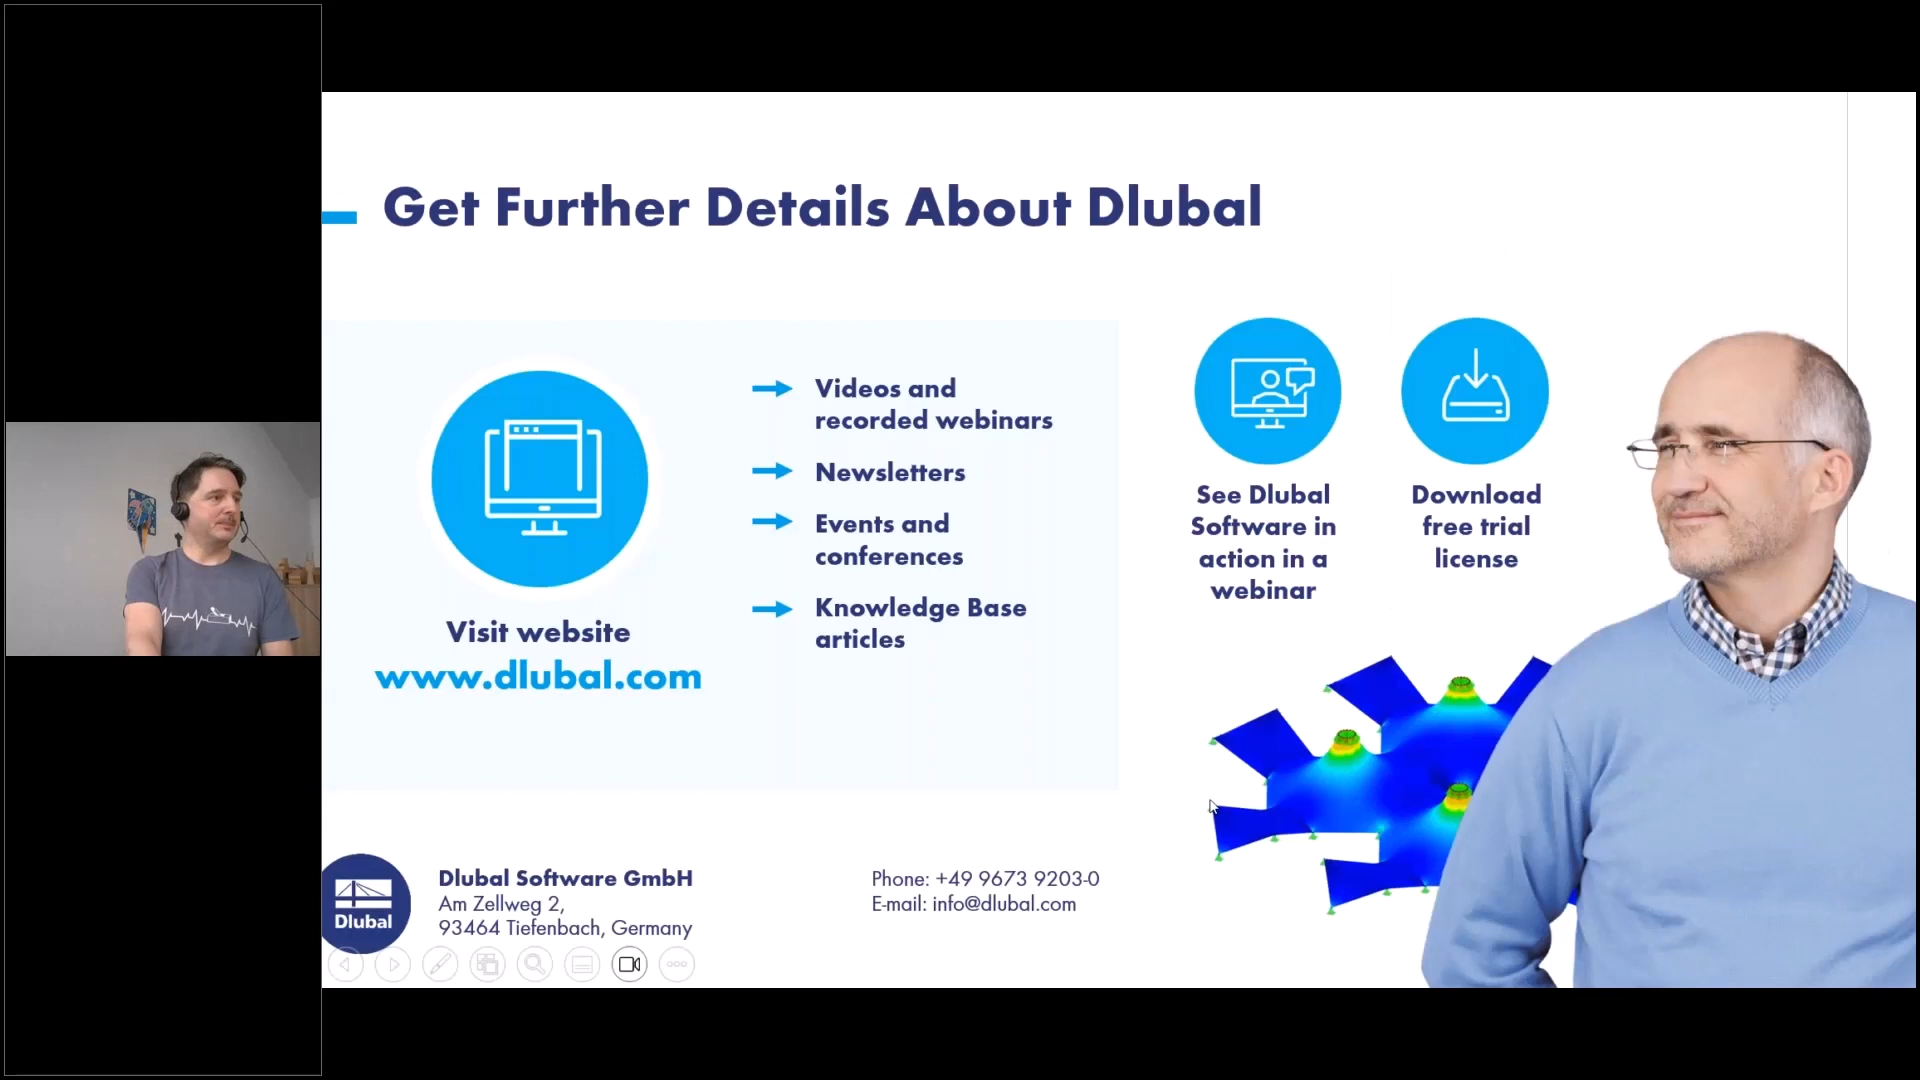 Get Further Details About Dlubal
Visit website
www.dlubal.com
Videos and
recorded webinars
Newsletters
Events and
conferences
Knowledge Base
articles
See Dlubal
Software in
action in a
webinar
Download
free trial
license
Dlubal
Dlubal Software GmbH
Am Zellweg 2,
93464 Tiefenbach, Germany
Phone: +49 9673 9203-0
E-mail: info@dlubal.com